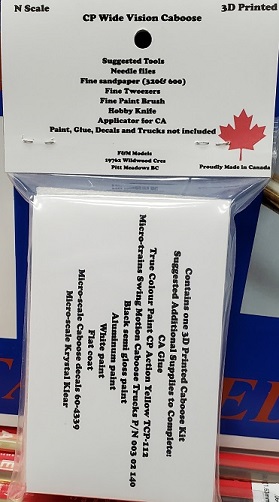 N Scale
3D Printed
CP Wide Vision Caboose
Suggested Tools
Needle files
Fine sandpaper (320& 600)
Fine Tweezers
Fine Paint Brush
Hobby Knife
Applicator for CA
Paint, Glue, Decals and Trucks not included
F&M Models
19762 Wildwood Cres
Pitt Meadows BC
Proudly Made in Canada
Contains one 3D Printed Caboose Kit
Suggested Additional Supplies to Complete:
CA Glue
True Colour Paint CP Action Yellow TCP-112
Micro-trains Swing Motion Caboose Trucks P/N 003 02 140
Black semi gloss paint
Aluminum paint
White paint
Flat coat
Micro-scale Caboose decals 60-4339
Micro-scale Krystal Klear